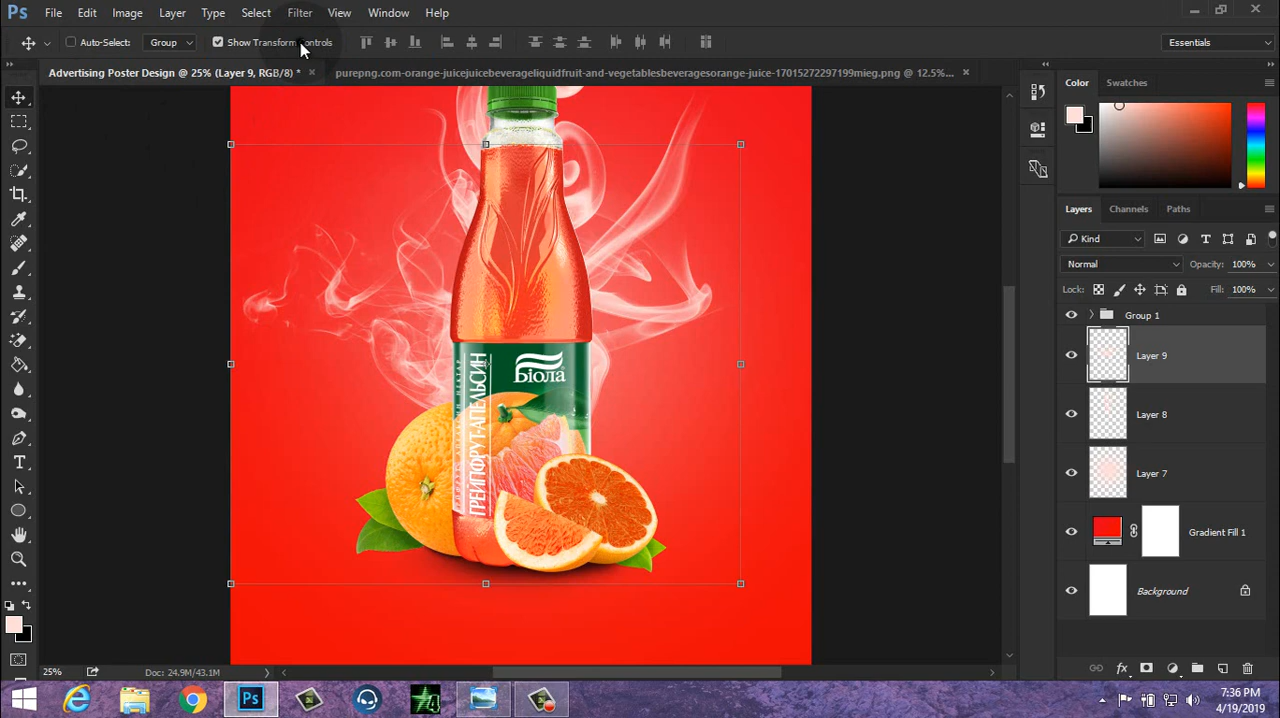 Ps File Edit Image Layer Type Select Filter View Window Help
Auto-Select: Group Show Transform Controls Essentials
Advertising Poster Design @ 25% (Layer 9, RGB/8) * purepng.com-orange-juicejuicebeverageliquidfruit-and-vegetablesbeveragesorange-juice-17015272297199mieg.png @ 12.5%...
Color Swatches
Layers Channels Paths
Kind
Normal Opacity: 100%
Lock: Fill: 100%
Group 1
Layer 9
Layer 8
Layer 7
Gradient Fill 1
Background
Біола
ГРЕЙПФРУТ-АПЕЛЬСИН
25% Doc: 24.9M/43.1M
fx
Ps
7:36 PM
4/19/2019